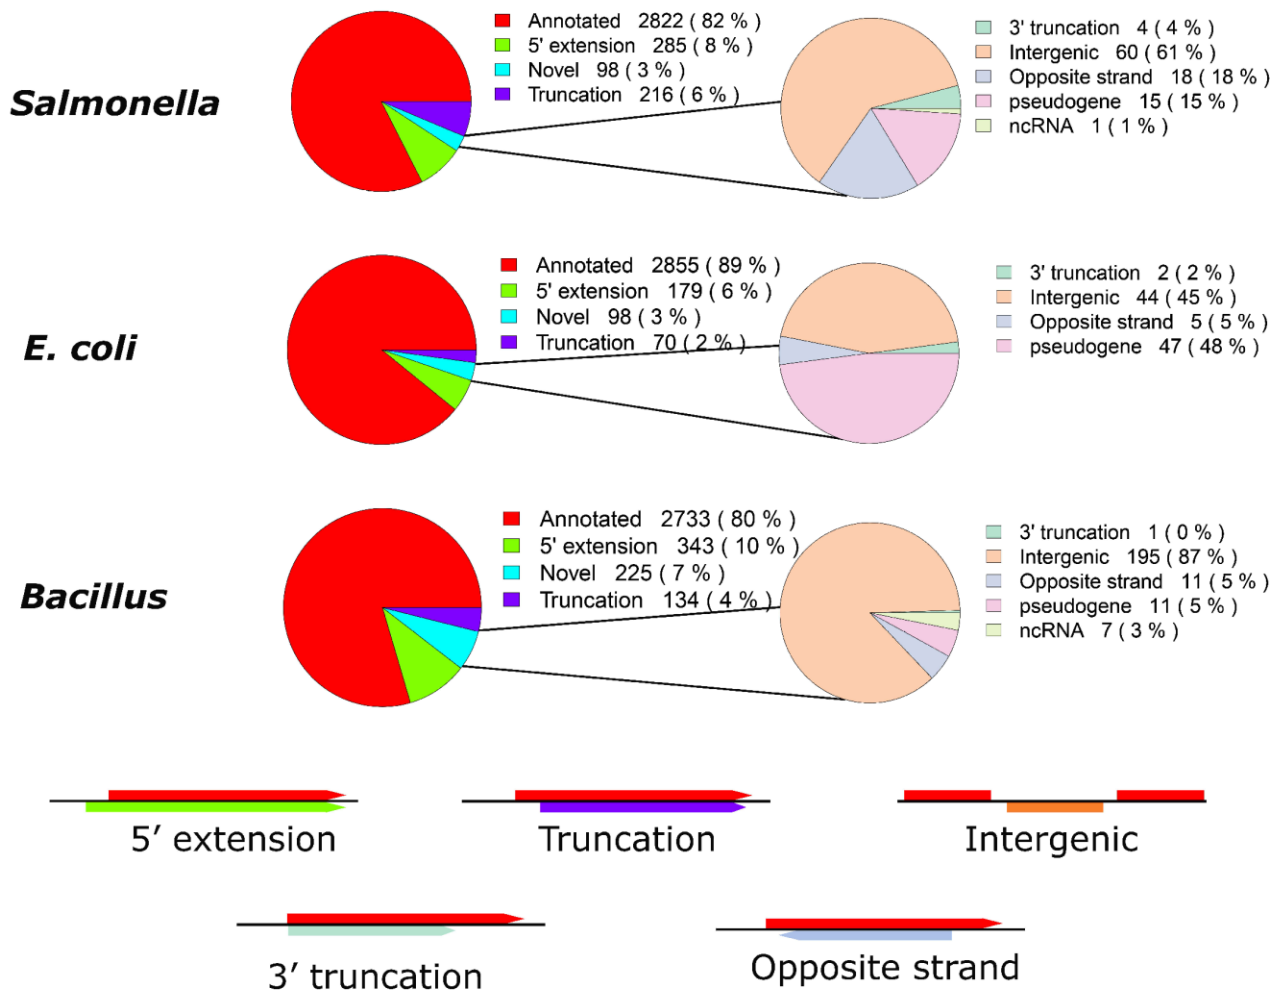 Salmonella
Annotated 2822 ( 82 % )
5' extension 285 ( 8 % )
Novel 98 ( 3 % )
Truncation 216 ( 6 % )
3' truncation 4 ( 4 % )
Intergenic 60 ( 61 % )
Opposite strand 18 ( 18 % )
pseudogene 15 ( 15 % )
ncRNA 1 ( 1 % )
E. coli
Annotated 2855 ( 89 % )
5' extension 179 ( 6 % )
Novel 98 ( 3 % )
Truncation 70 ( 2 % )
3' truncation 2 ( 2 % )
Intergenic 44 ( 45 % )
Opposite strand 5 ( 5 % )
pseudogene 47 ( 48 % )
Bacillus
Annotated 2733 ( 80 % )
5' extension 343 ( 10 % )
Novel 225 ( 7 % )
Truncation 134 ( 4 % )
3' truncation 1 ( 0 % )
Intergenic 195 ( 87 % )
Opposite strand 11 ( 5 % )
pseudogene 11 ( 5 % )
ncRNA 7 ( 3 % )
5′ extension
Truncation
Intergenic
3′ truncation
Opposite strand